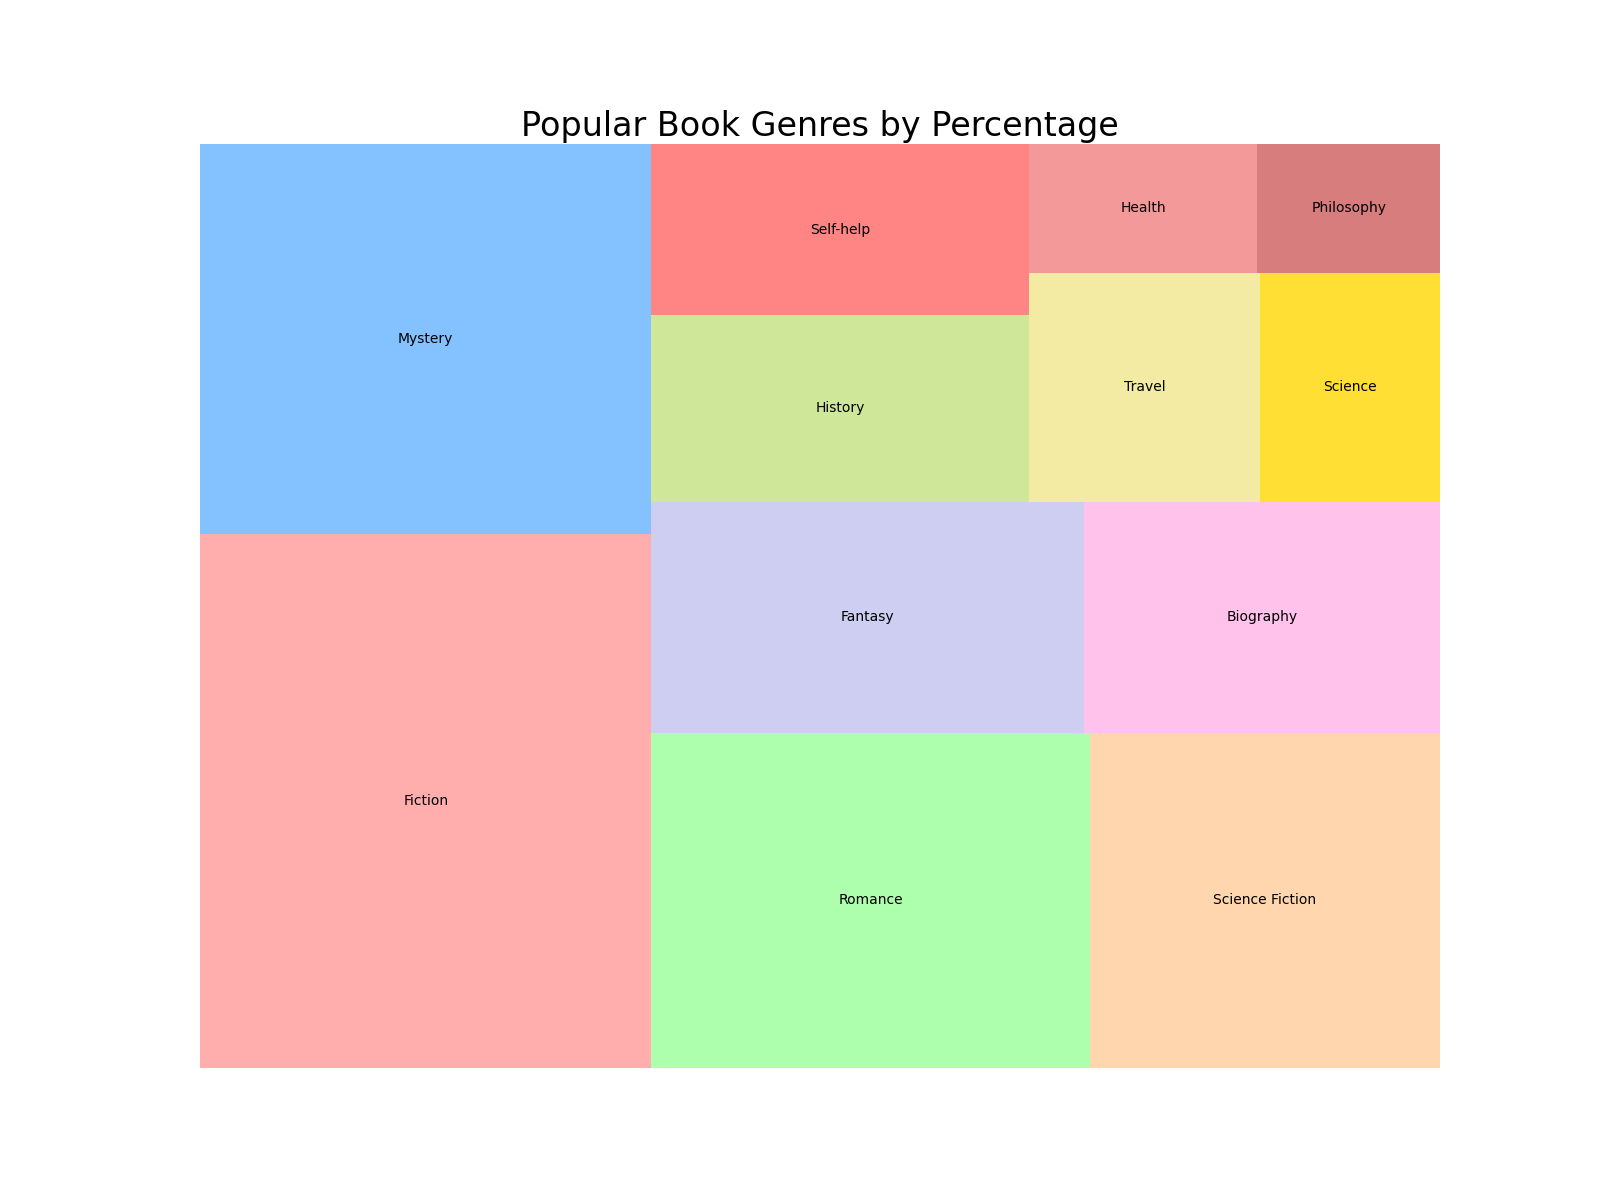 Popular Book Genres by Percentage
Mystery
Fiction
Self-help
History
Health
Philosophy
Travel
Science
Fantasy
Biography
Romance
Science Fiction